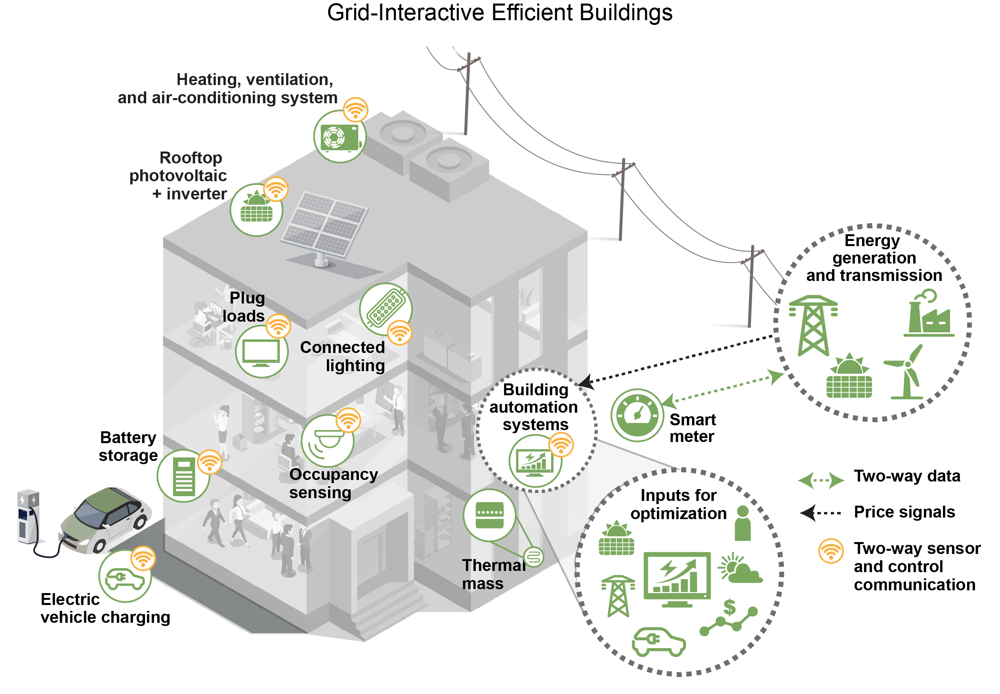 Grid-Interactive Efficient Buildings
Heating, ventilation,
and air-conditioning system
Rooftop
photovoltaic
+ inverter
Energy
generation
and transmission
Plug
loads
Connected
lighting
Building
automation
systems
Smart
meter
Battery
storage
Occupancy
sensing
Two-way data
Inputs for
optimization
Price signals
Two-way sensor
and control
communication
Thermal
mass
Electric
vehicle charging
$